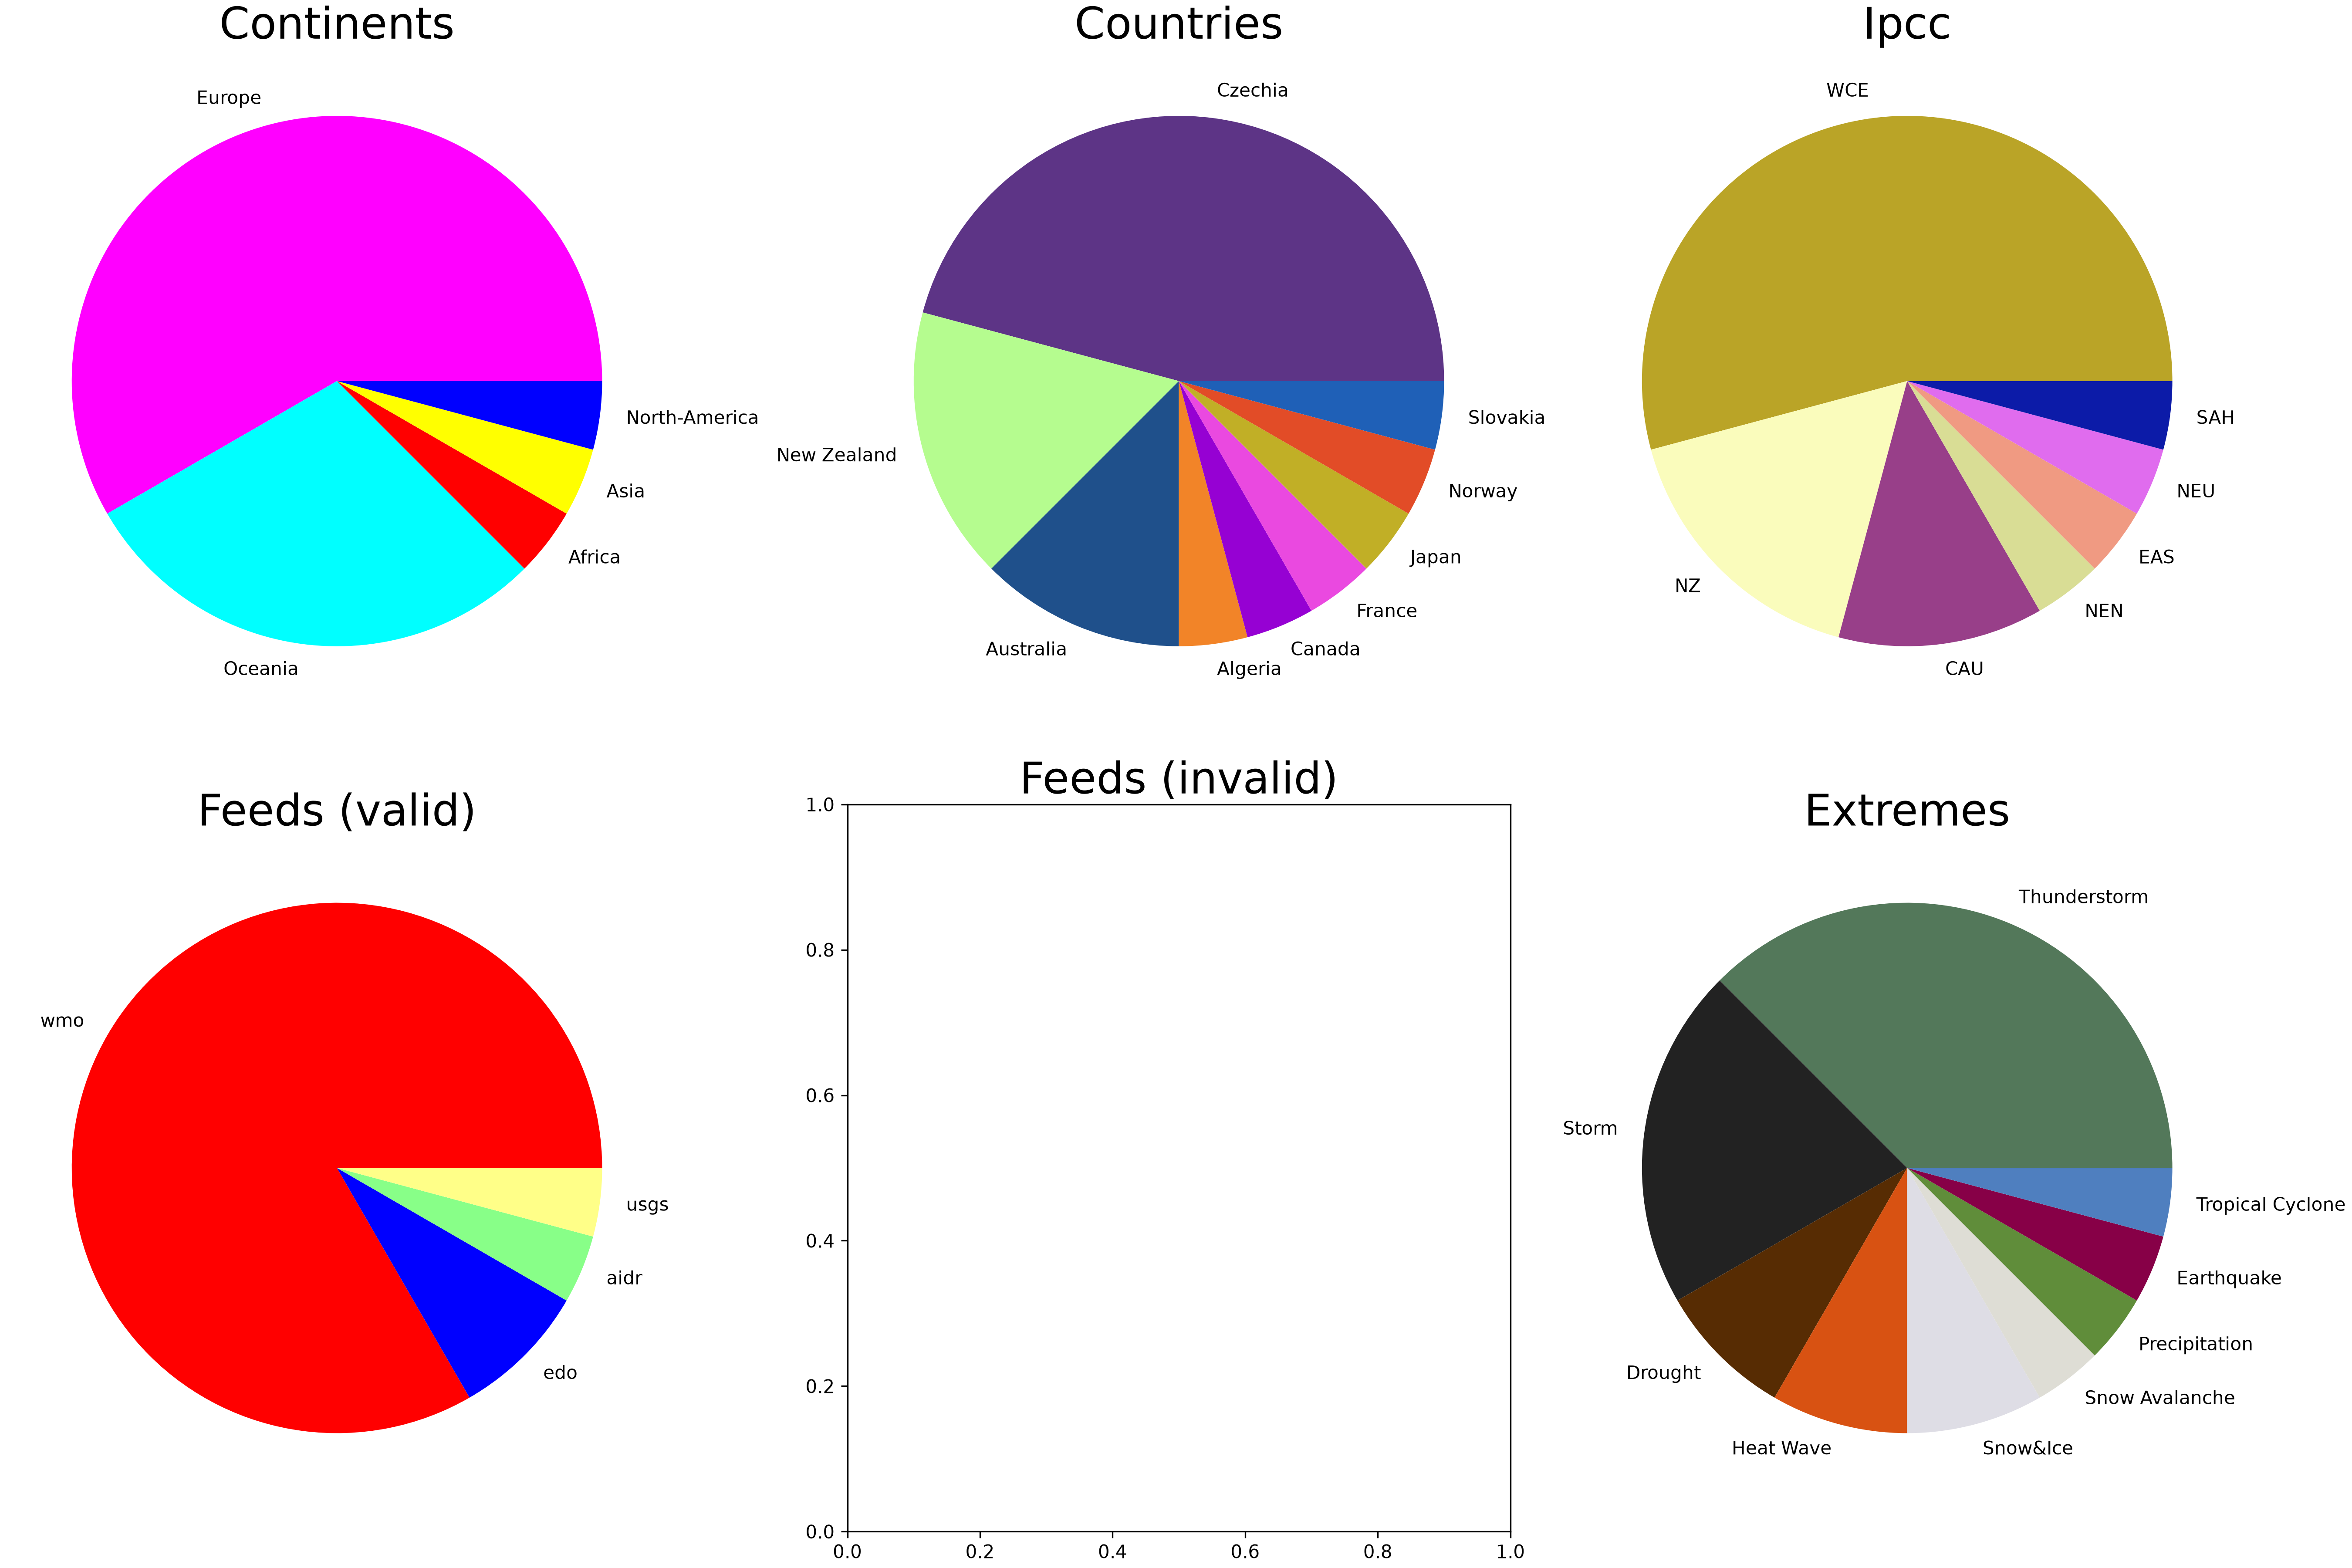 Continents
Europe
North-America
Asia
Africa
Oceania
Countries
Czechia
Slovakia
New Zealand
Norway
Japan
France
Australia
Canada
Algeria
Ipcc
WCE
SAH
NEU
EAS
NZ
NEN
CAU
Feeds (valid)
wmo
usgs
aidr
edo
Feeds (invalid)
1.0
0.8
0.6
0.4
0.2
0.0
0.0 0.2 0.4 0.6 0.8 1.0
Extremes
Thunderstorm
Storm
Tropical Cyclone
Earthquake
Precipitation
Drought
Snow Avalanche
Heat Wave
Snow&Ice